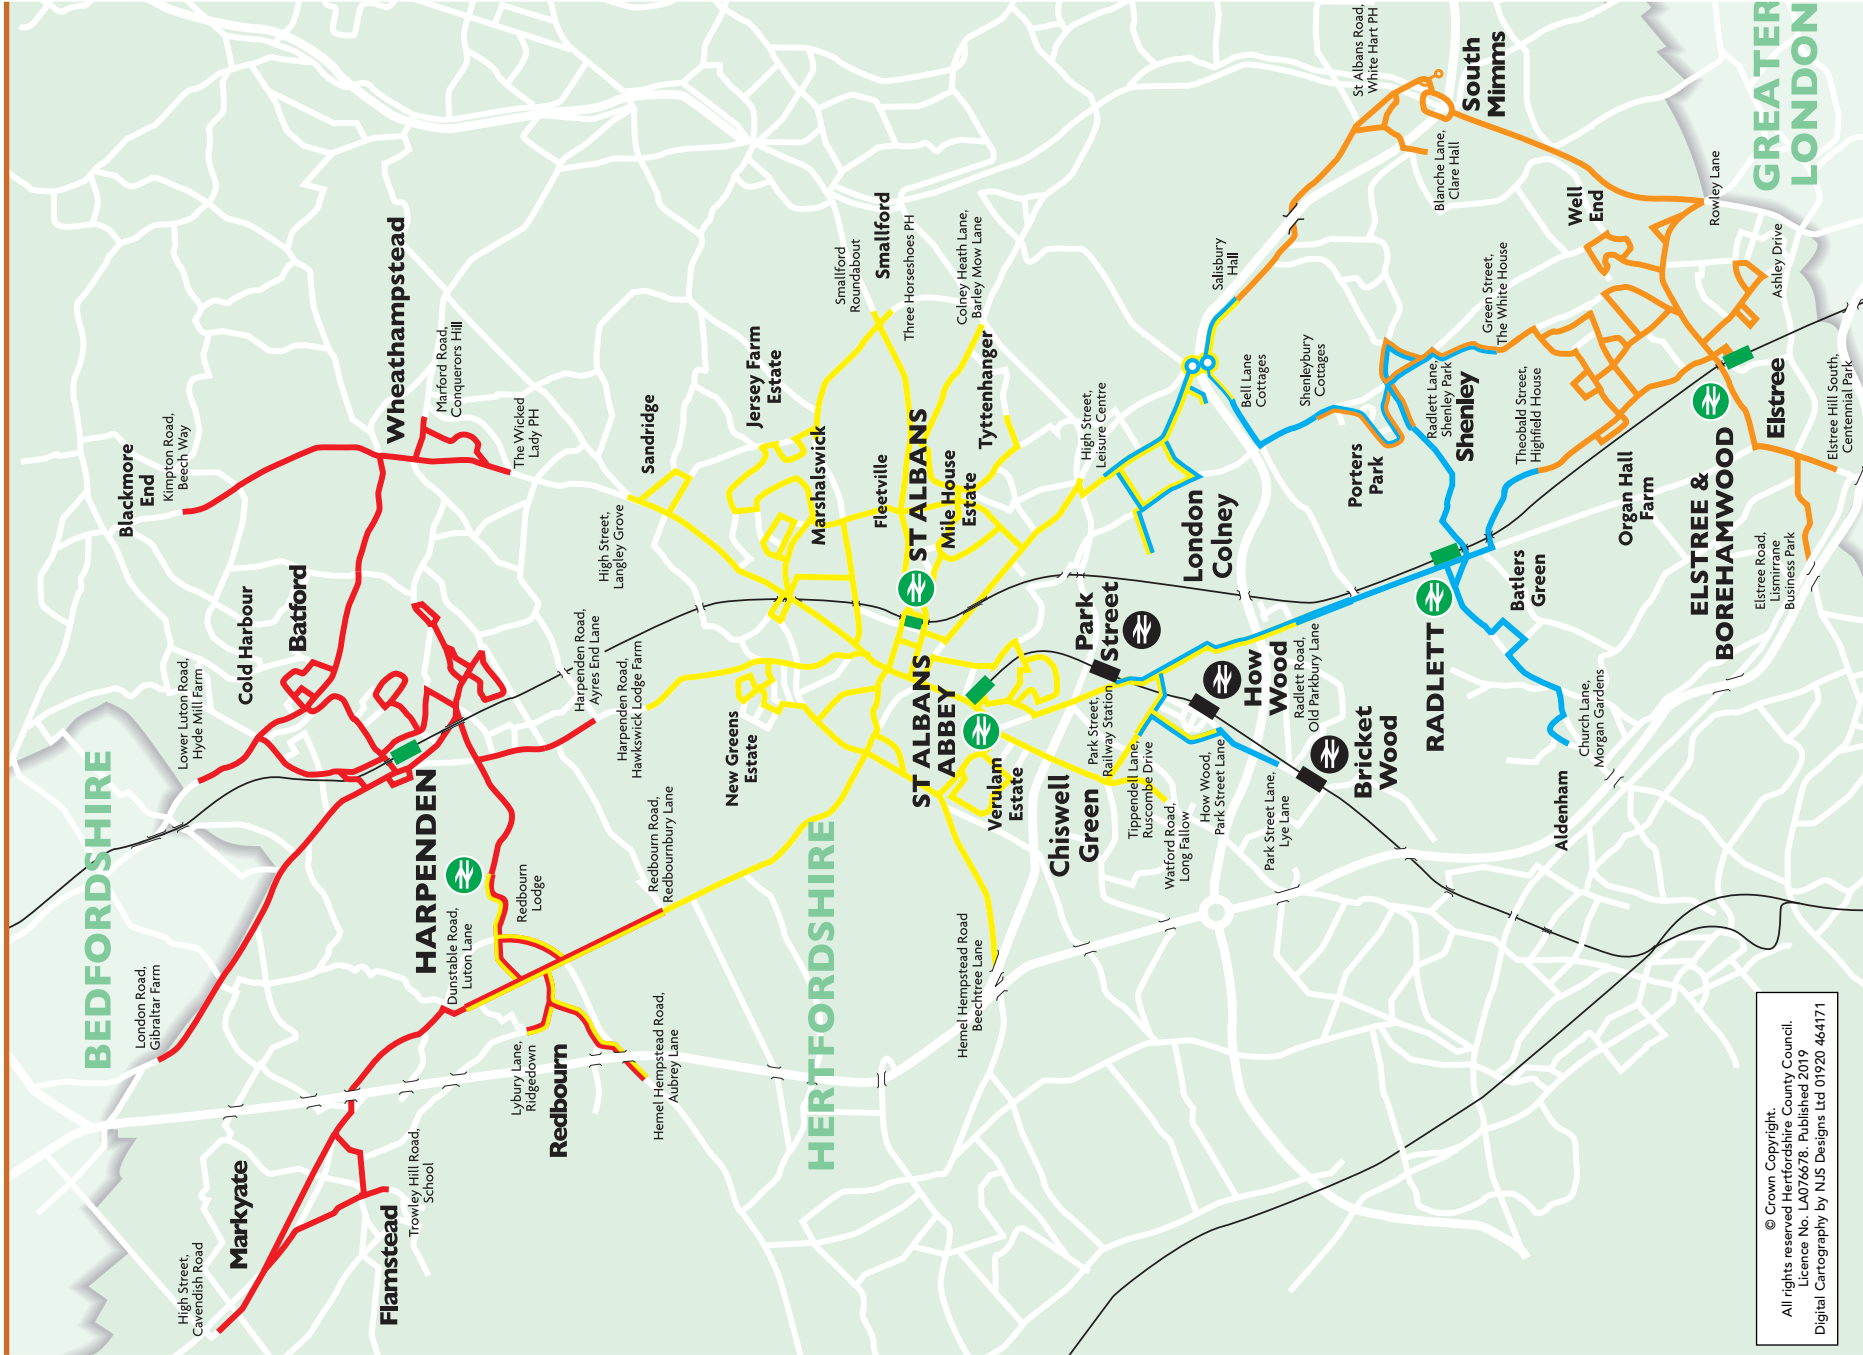 BEDFORDSHIRE
HERTFORDSHIRE
GREATER
LONDON
High Street,
Cavendish Road
Markyate
Flamstead
Trowley Hill Road,
School
London Road,
Gibraltar Farm
Lower Luton Road,
Hyde Mill Farm
Cold Harbour
Batford
Blackmore
End
Kimpton Road,
Beech Way
Wheathampstead
Marford Road,
Conquerors Hill
The Wicked
Lady PH
HARPENDEN
Dunstable Road,
Luton Lane
Redbourn
Lodge
Lybury Lane,
Ridgedown
Redbourn
Hemel Hempstead Road,
Aubrey Lane
Redbourn Road,
Redbournbury Lane
Harpenden Road,
Ayres End Lane
Harpenden Road,
Hawkswick Lodge Farm
High Street,
Langley Grove
Sandridge
New Greens
Estate
Jersey Farm
Estate
Marshalswick
Smallford
Roundabout
Smallford
Three Horseshoes PH
Colney Heath Lane,
Barley Mow Lane
Fleetville
ST ALBANS
Mile House
Estate
Tyttenhanger
ST ALBANS
ABBEY
Verulam
Estate
Hemel Hempstead Road
Beechtree Lane
Chiswell
Green
Park
Street
Park Street,
Railway Station
Tippendell Lane,
Ruscombe Drive
Watford Road,
Long Fallow
How Wood,
Park Street Lane
Park Street Lane,
Lye Lane
How
Wood
Radlett Road,
Old Parkbury Lane
Bricket
Wood
High Street,
Leisure Centre
London
Colney
Salisbury
Hall
Bell Lane
Cottages
Shenleybury
Cottages
Porters
Park
Radlett Lane,
Shenley Park
Shenley
Green Street,
The White House
Theobald Street,
Highfield House
St Albans Road,
White Hart PH
South
Mimms
Blanche Lane,
Clare Hall
Well
End
Rowley Lane
Ashley Drive
RADLETT
Batlers
Green
Church Lane,
Morgan Gardens
Aldenham
Organ Hall
Farm
ELSTREE &
BOREHAMWOOD
Elstree
Elstree Hill South,
Centennial Park
Elstree Road,
Lismirrane
Business Park
© Crown Copyright.
All rights reserved Hertfordshire County Council.
Licence No. LA076678. Published 2019
Digital Cartography by NJS Designs Ltd 01920 464171